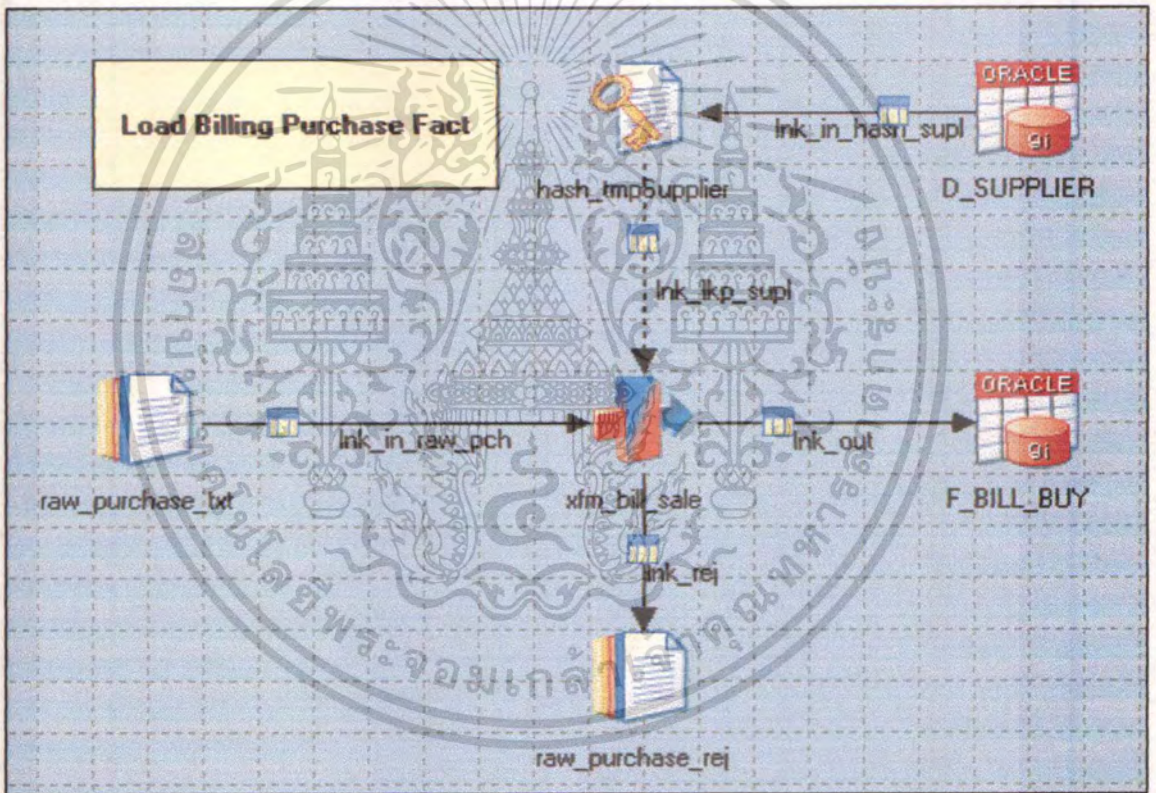 Load Billing Purchase Fact
ORACLE
9i
lnk_in_hash_supl
hash_tmpSupplier
D_SUPPLIER
lnk_lkp_supl
ORACLE
9i
lnk_in_raw_pch
lnk_out
raw_purchase_txt
xfm_bill_sale
F_BILL_BUY
lnk_rej
raw_purchase_rej